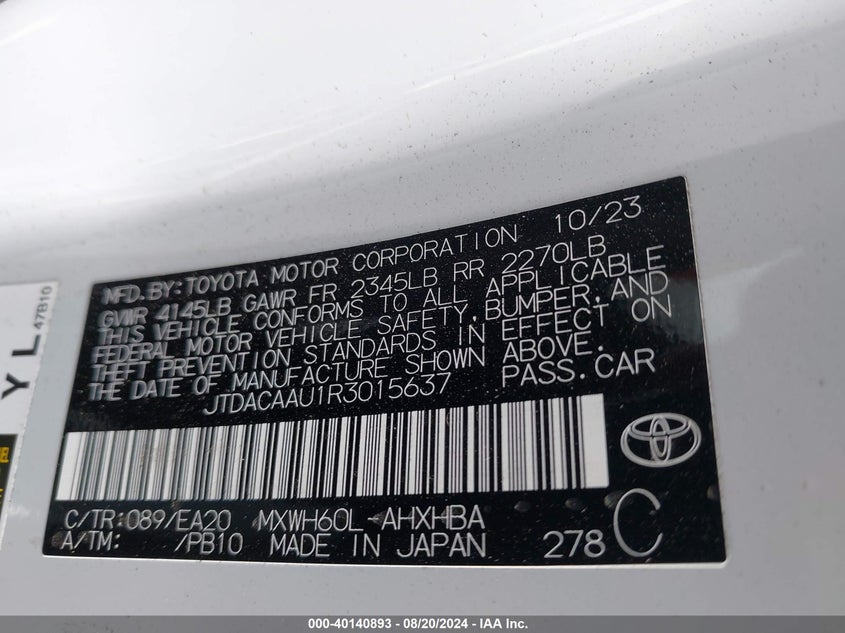 MFD. BY: TOYOTA MOTOR CORPORATION 10/23
GVWR 4145LB GAWR FR 2345LB RR 2270LB
THIS VEHICLE CONFORMS TO ALL APPLICABLE
FEDERAL MOTOR VEHICLE SAFETY, BUMPER, AND
THEFT PREVENTION STANDARDS IN EFFECT ON
THE DATE OF MANUFACTURE SHOWN ABOVE.
JTDACAAU1R3015637 PASS. CAR
C/TR: 089/EA20 MXWH60L-AHXHBA
A/TM: /PB10 MADE IN JAPAN 278 C
Y L
47B10
000-40140893 - 08/20/2024 - IAA Inc.